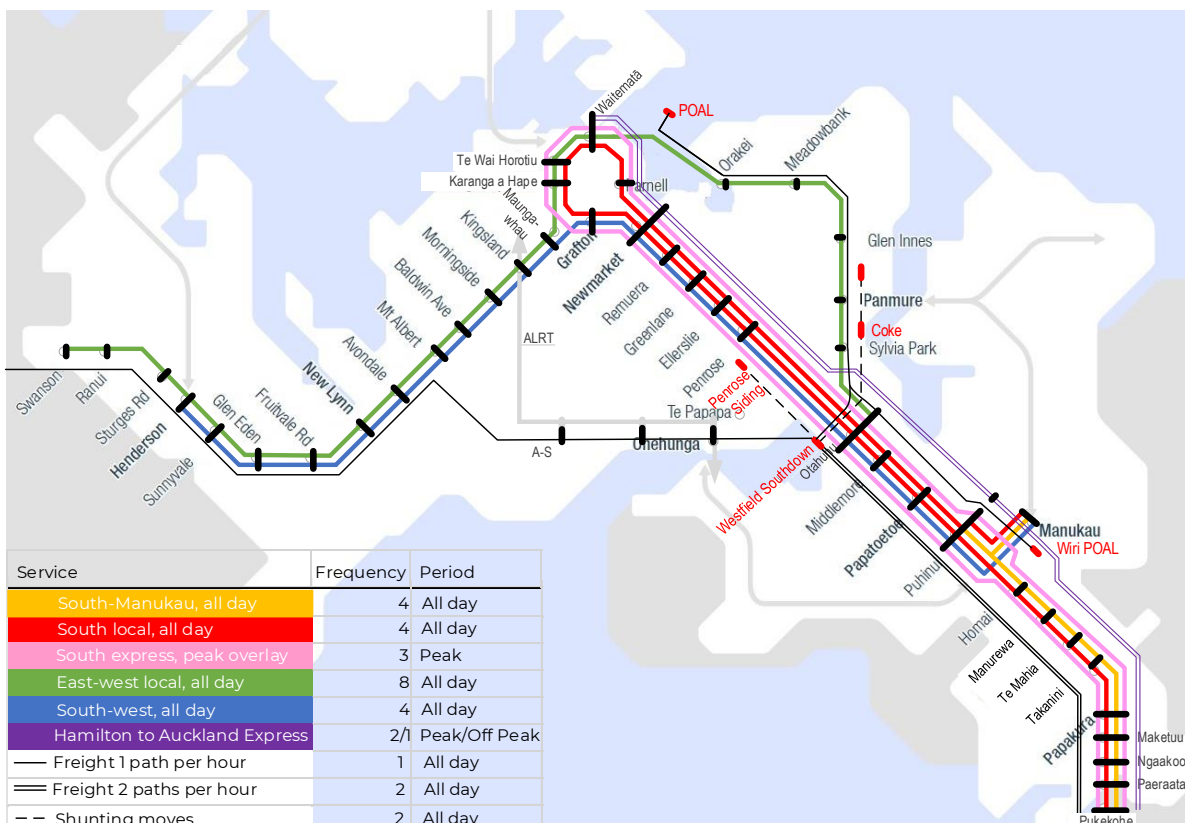 Waitematā
POAL
Te Wai Horotiu
Karanga a Hape
Parnell
Orakei
Meadowbank
Maunga-
whau
Kingsland
Morningside
Baldwin Ave
Mt Albert
Avondale
New Lynn
Fruitvale Rd
Glen Eden
Sunnyvale
Henderson
Sturges Rd
Ranui
Swanson
Grafton
Newmarket
Remuera
Greenlane
Ellerslie
Penrose
Penrose
Siding
Te Papapa
Onehunga
A-S
ALRT
Glen Innes
Panmure
Coke
Sylvia Park
Westfield Southdown
Otahuhu
Middlemore
Papatoetoe
Puhinui
Manukau
Wiri POAL
Homai
Manurewa
Te Mahia
Takanini
Papakura
Maketuu
Ngaakoo
Paeraata
Pukekohe
Service Frequency Period
South-Manukau, all day 4 All day
South local, all day 4 All day
South express, peak overlay 3 Peak
East-west local, all day 8 All day
South-west, all day 4 All day
Hamilton to Auckland Express 2/1 Peak/Off Peak
Freight 1 path per hour 1 All day
Freight 2 paths per hour 2 All day
Shunting moves 2 All day